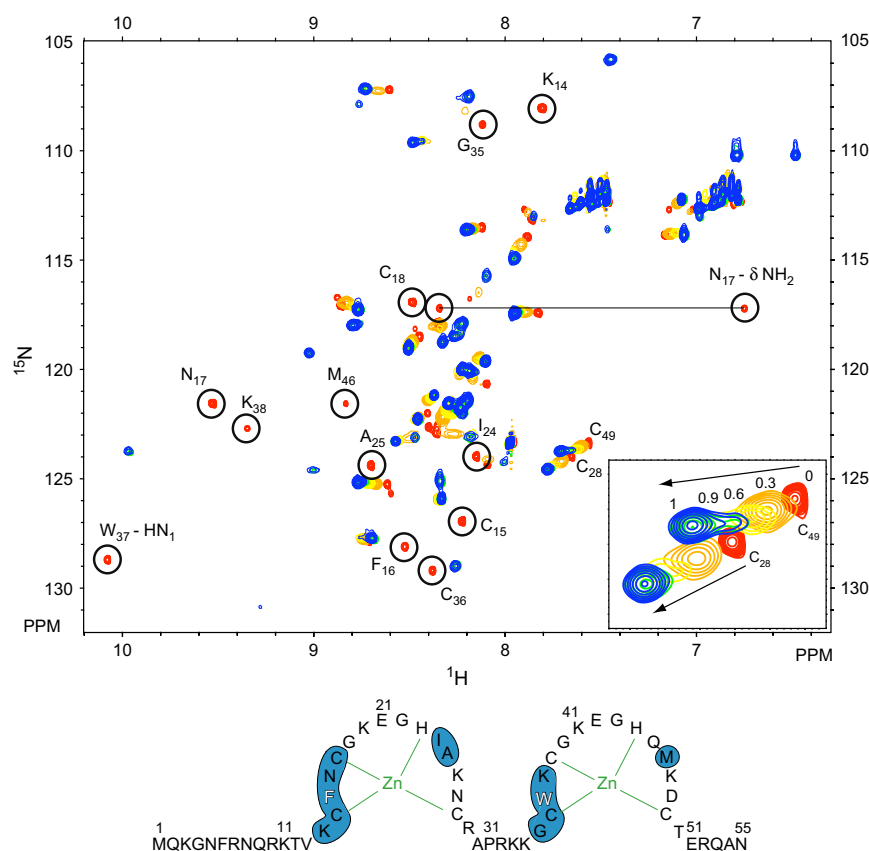 10 9 8 7
105 105
K14
G35
110 110
115 115
C18
N17 - δ NH2
15N
120 120
N17
M46
K38
A25
I24
C49
C28
125 125
0
0.3
0.6
0.9
1
C49
C15
W37 - HN1
F16
C28
C36
130 130
PPM
10 9 8 7
PPM
1H
21 41
G K E G H I A K N C R
G K E G H Q M K D C T
C N F C K
C K W C G
Zn Zn
1 11 31 51 55
MQKGNFRNQRKTV APRKK ERQAN